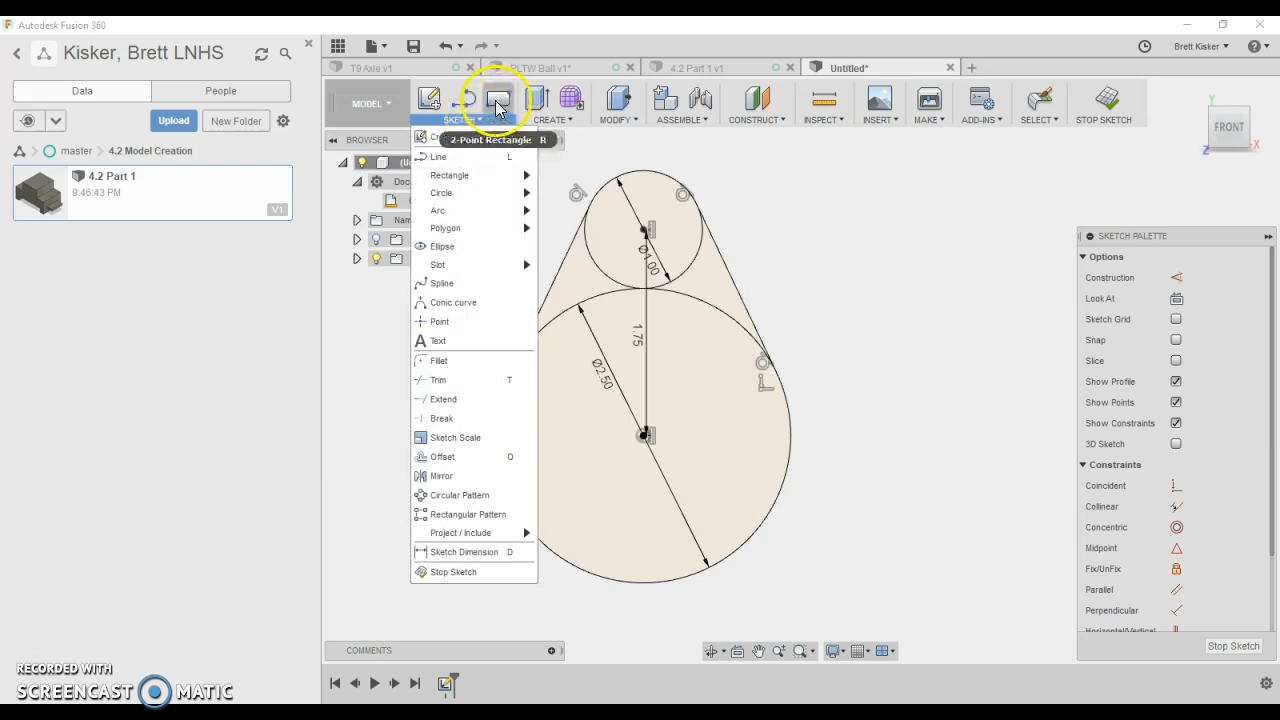 Autodesk Fusion 360
Kisker, Brett LNHS
Data
People
Upload
New Folder
master
4.2 Model Creation
4.2 Part 1
9:46:43 PM
V1
Brett Kisker
T9 Axle v1
PLTW Ball v1*
4.2 Part 1 v1
Untitled*
MODEL
SKETCH
CREATE
MODIFY
ASSEMBLE
CONSTRUCT
INSPECT
INSERT
MAKE
ADD-INS
SELECT
STOP SKETCH
BROWSER
2-Point Rectangle R
Line L
Rectangle
Circle
Arc
Polygon
Ellipse
Slot
Spline
Conic curve
Point
Text
Fillet
Trim T
Extend
Break
Sketch Scale
Offset O
Mirror
Circular Pattern
Rectangular Pattern
Project / Include
Sketch Dimension D
Stop Sketch
Ø1.00
1.75
Ø2.50
Y
FRONT
X
Z
SKETCH PALETTE
Options
Construction
Look At
Sketch Grid
Snap
Slice
Show Profile
Show Points
Show Constraints
3D Sketch
Constraints
Coincident
Collinear
Concentric
Midpoint
Fix/UnFix
Parallel
Perpendicular
Horizontal/Vertical
Stop Sketch
COMMENTS
RECORDED WITH
SCREENCAST MATIC